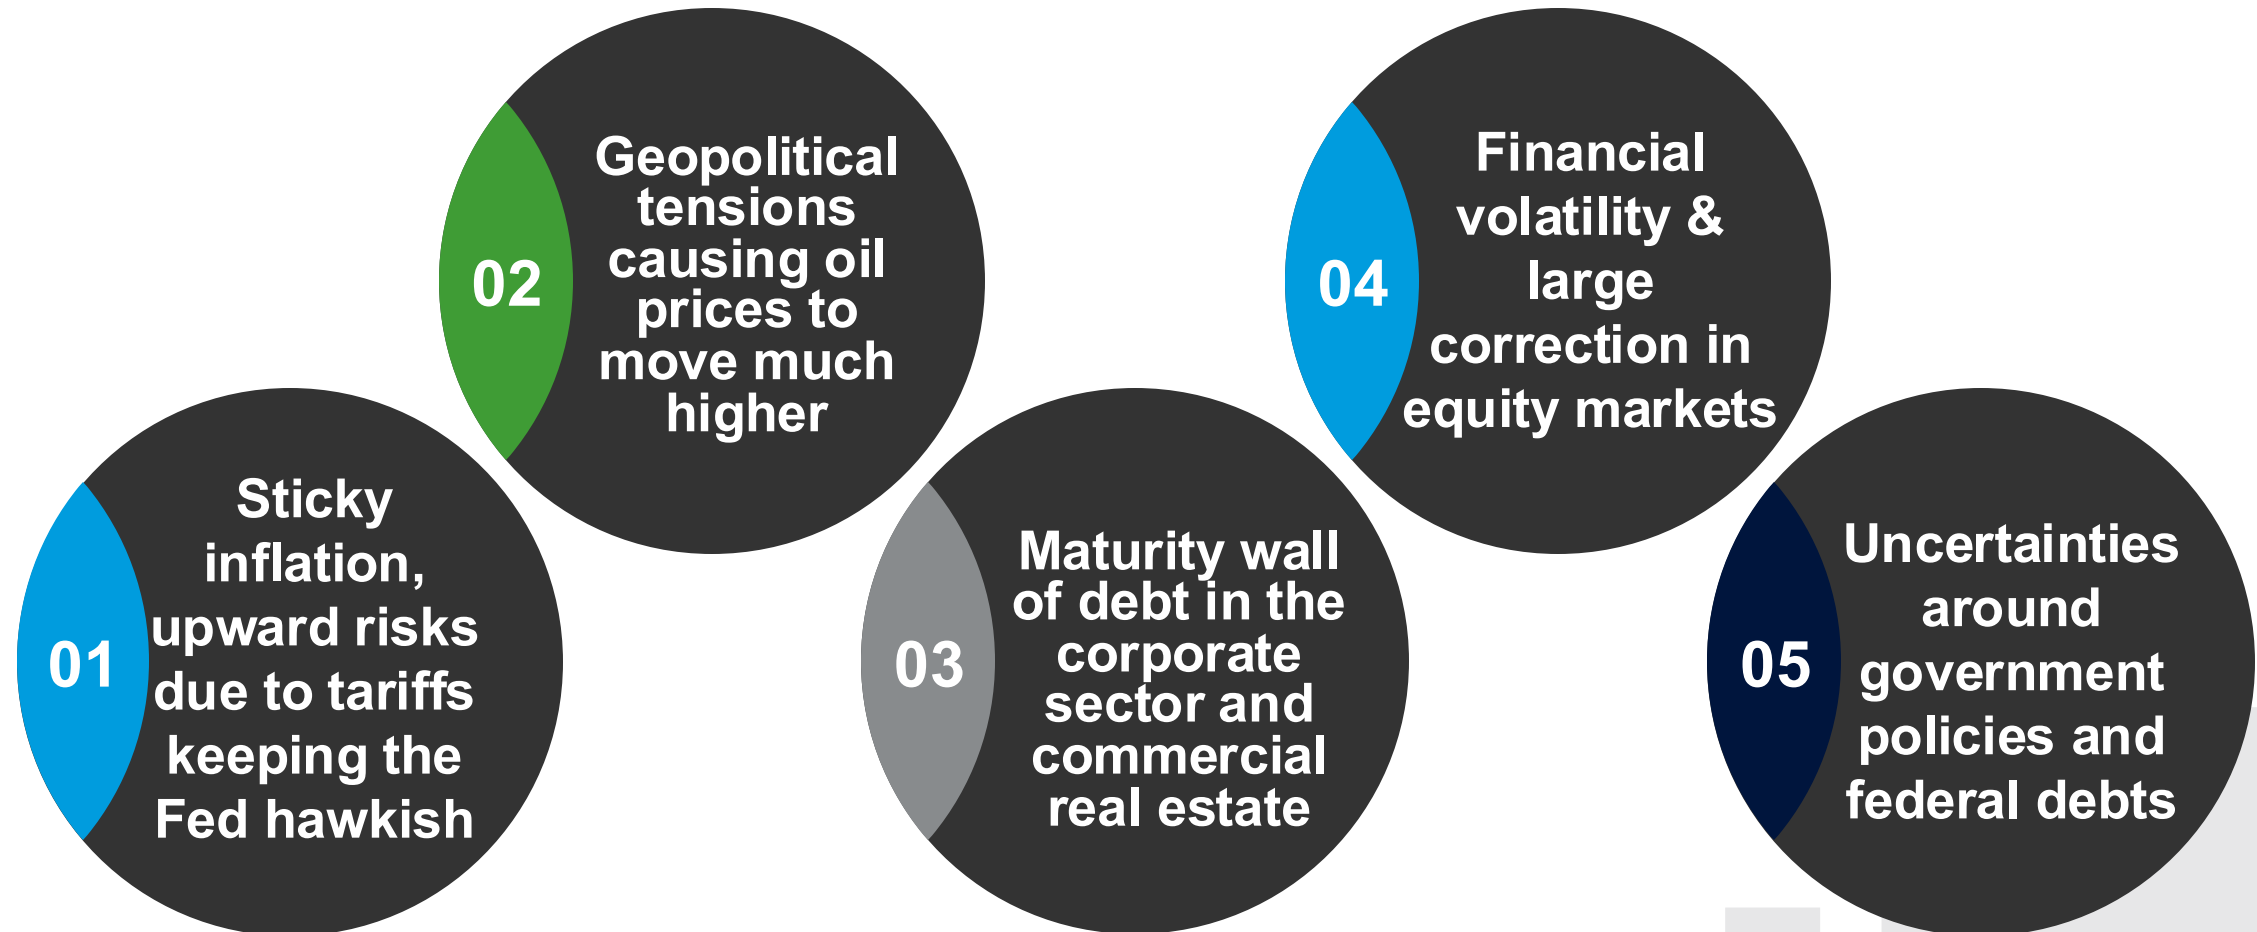 01
Sticky
inflation,
upward risks
due to tariffs
keeping the
Fed hawkish
02
Geopolitical
tensions
causing oil
prices to
move much
higher
03
Maturity wall
of debt in the
corporate
sector and
commercial
real estate
04
Financial
volatility &
large
correction in
equity markets
05
Uncertainties
around
government
policies and
federal debts